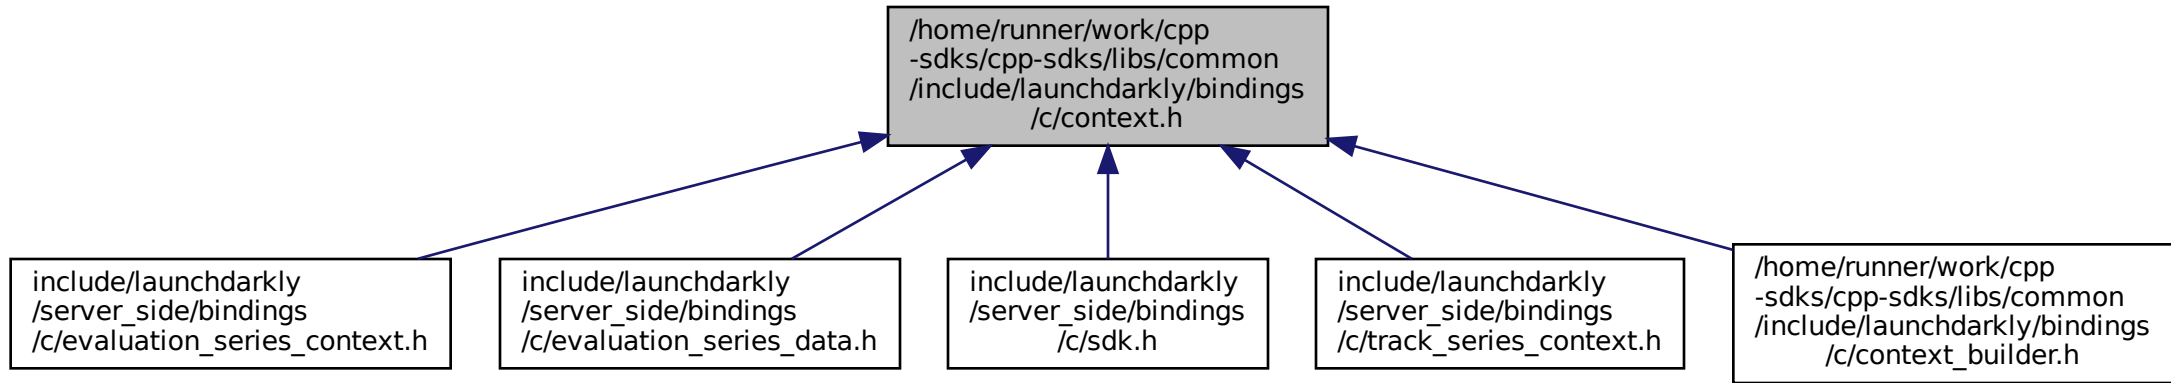 /home/runner/work/cpp
-sdks/cpp-sdks/libs/common
/include/launchdarkly/bindings
/c/context.h
include/launchdarkly
/server_side/bindings
/c/evaluation_series_context.h
include/launchdarkly
/server_side/bindings
/c/evaluation_series_data.h
include/launchdarkly
/server_side/bindings
/c/sdk.h
include/launchdarkly
/server_side/bindings
/c/track_series_context.h
/home/runner/work/cpp
-sdks/cpp-sdks/libs/common
/include/launchdarkly/bindings
/c/context_builder.h